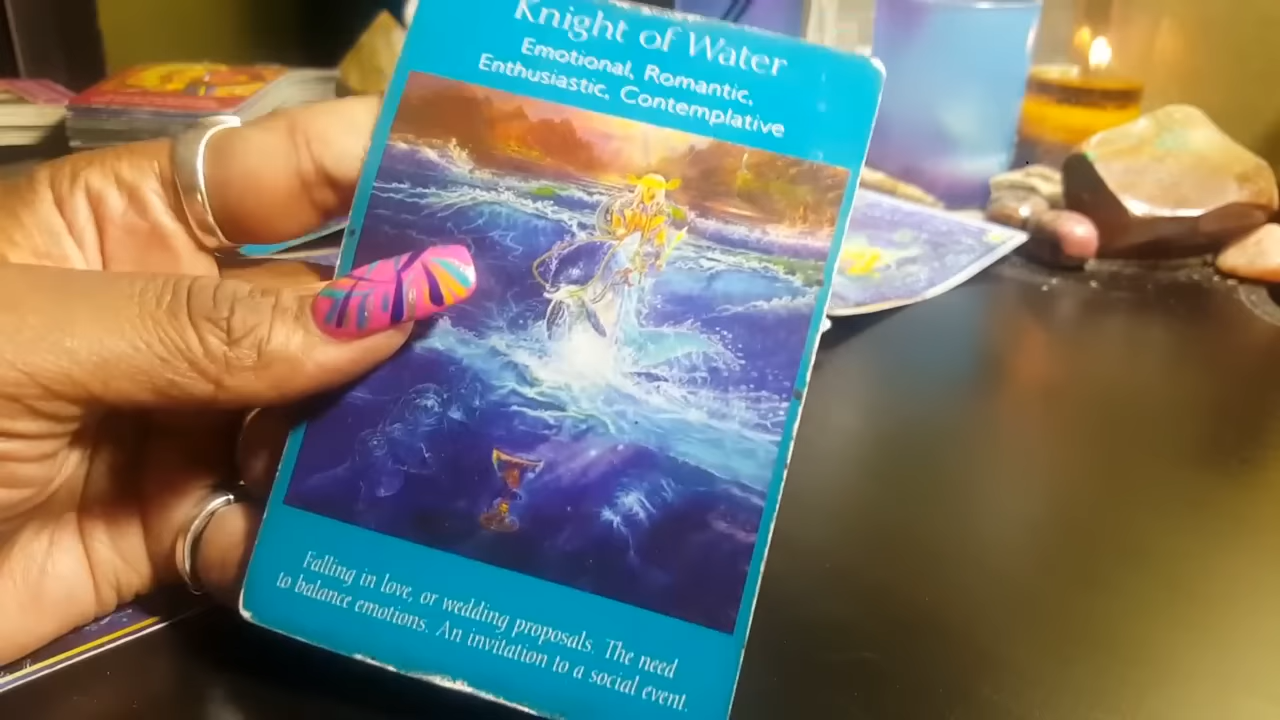 Knight of Water
Emotional, Romantic,
Enthusiastic, Contemplative
Falling in love, or wedding proposals. The need
to balance emotions. An invitation to a social event.